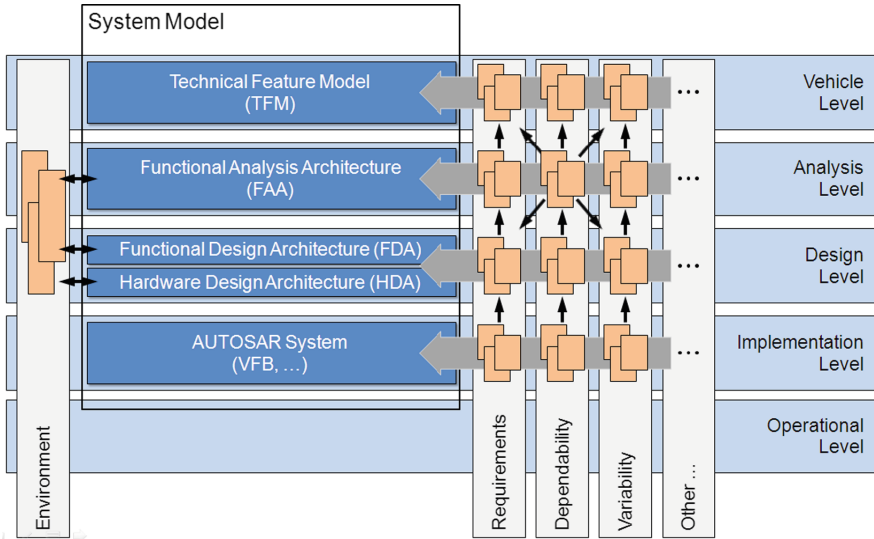 System Model
Technical Feature Model
(TFM)
Vehicle
Level
Functional Analysis Architecture
(FAA)
Analysis
Level
Functional Design Architecture (FDA)
Hardware Design Architecture (HDA)
Design
Level
AUTOSAR System
(VFB, ...)
Implementation
Level
Operational
Level
Environment
Requirements
Dependability
Variability
Other ...
...
...
...
...